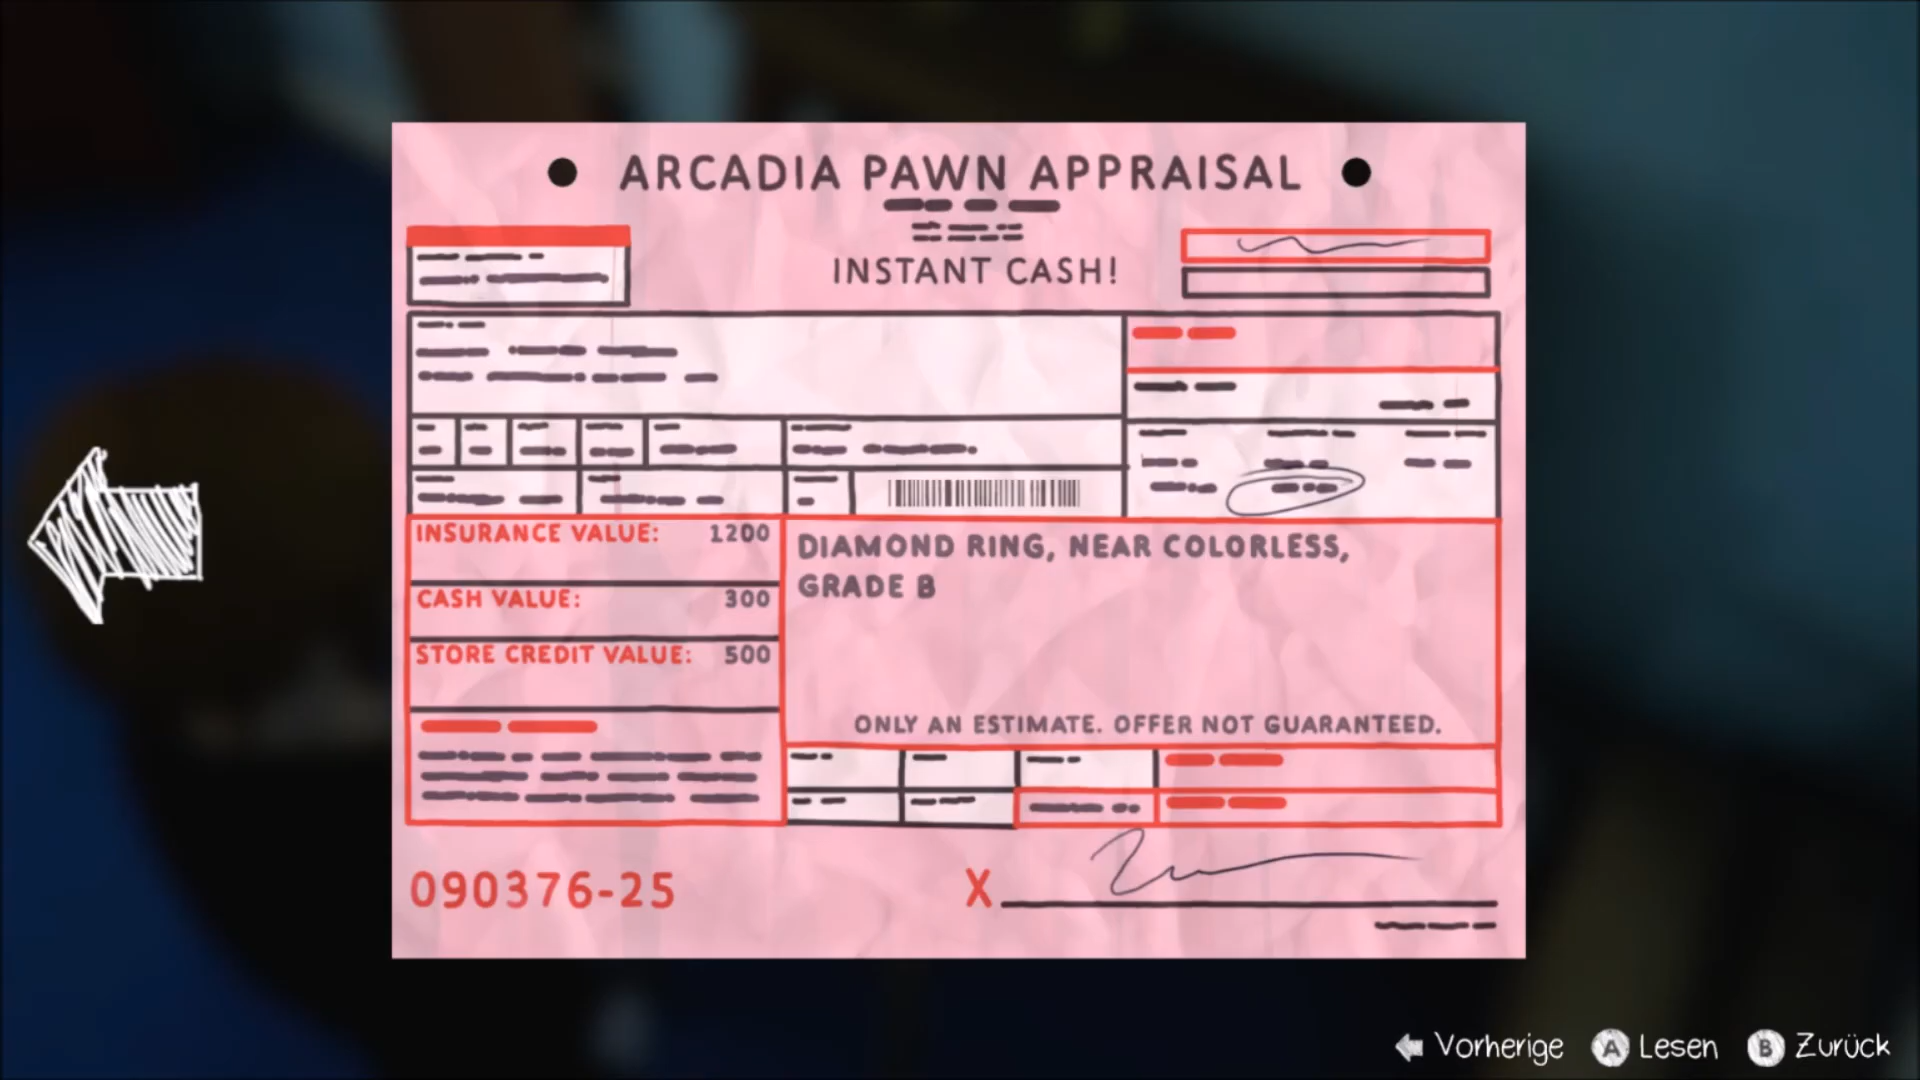 ARCADIA PAWN APPRAISAL
INSTANT CASH!
INSURANCE VALUE: 1200
CASH VALUE: 300
STORE CREDIT VALUE: 500
DIAMOND RING, NEAR COLORLESS,
GRADE B
ONLY AN ESTIMATE. OFFER NOT GUARANTEED.
090376-25
X
Vorherige A Lesen B Zurück